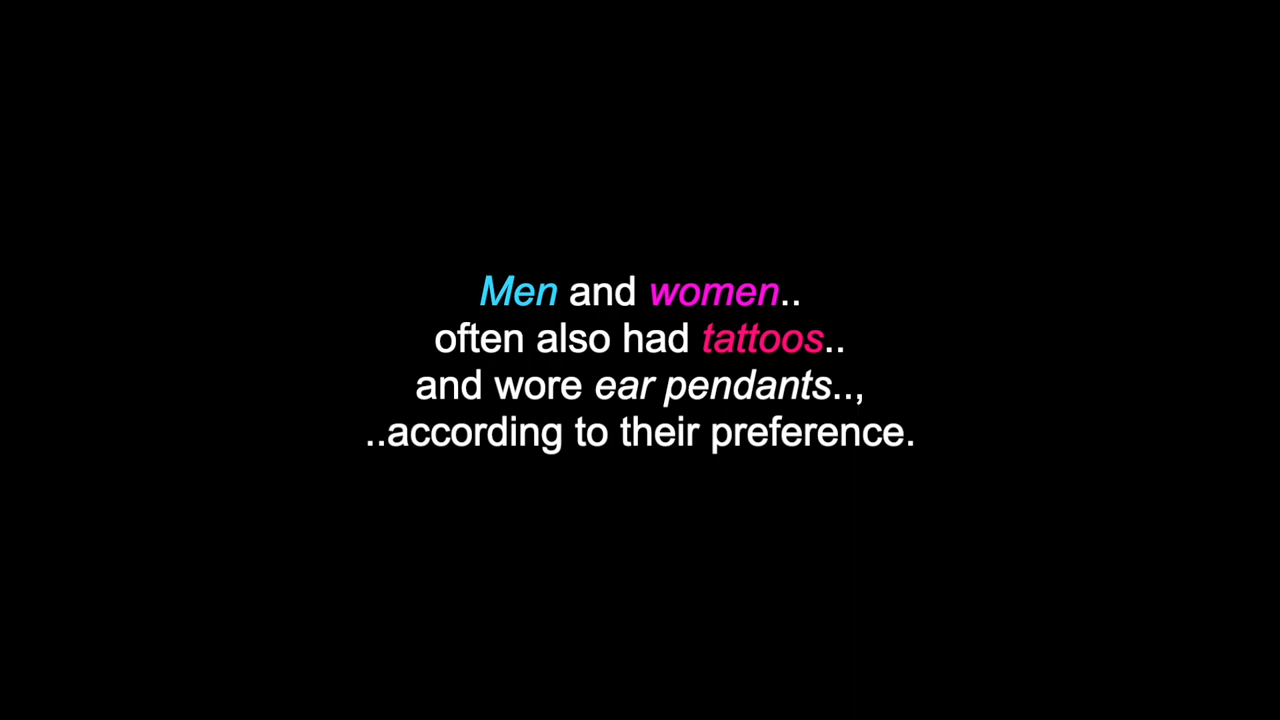 Men and women..
often also had tattoos..
and wore ear pendants..,
..according to their preference.